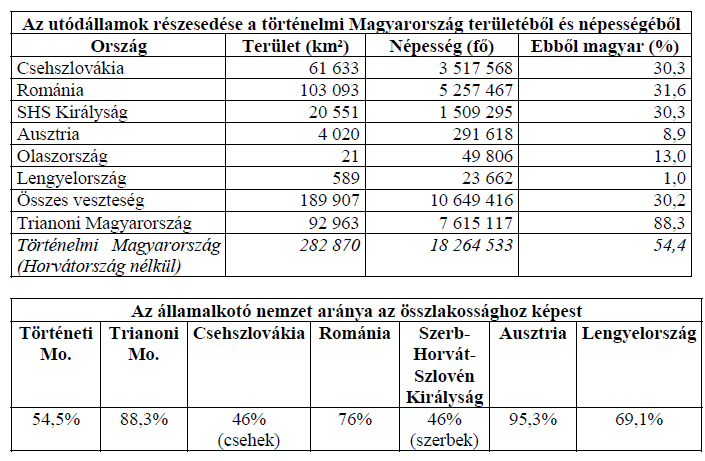 Az utódállamok részesedése a történelmi Magyarország területéből és népességéből
Ország Terület (km²) Népesség (fő) Ebből magyar (%)
Csehszlovákia 61 633 3 517 568 30,3
Románia 103 093 5 257 467 31,6
SHS Királyság 20 551 1 509 295 30,3
Ausztria 4 020 291 618 8,9
Olaszország 21 49 806 13,0
Lengyelország 589 23 662 1,0
Összes veszteség 189 907 10 649 416 30,2
Trianoni Magyarország 92 963 7 615 117 88,3
Történelmi Magyarország 282 870 18 264 533 54,4
(Horvátország nélkül)
Az államalkotó nemzet aránya az összlakossághoz képest
Történeti Trianoni Csehszlovákia Románia Szerb- Ausztria Lengyelország
Mo. Mo. Horvát-
Szlovén
Királyság
54,5% 88,3% 46% 76% 46% 95,3% 69,1%
(csehek) (szerbek)